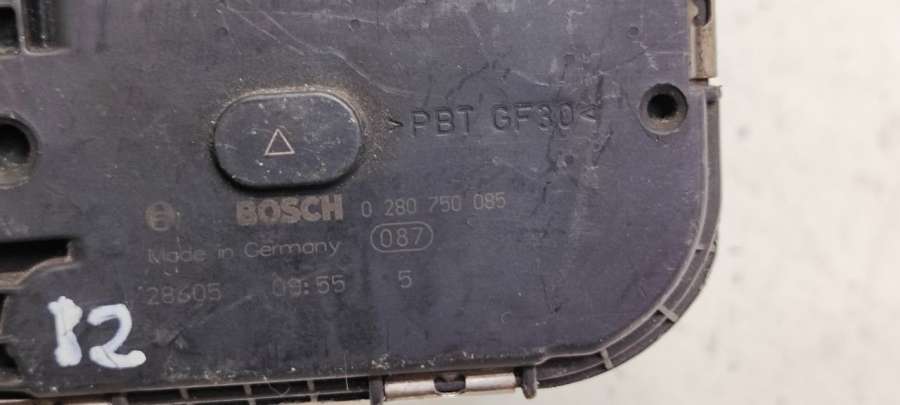 >PBT GF30<
BOSCH 0 280 750 085
Made in Germany 087
28605 09:55 5
12